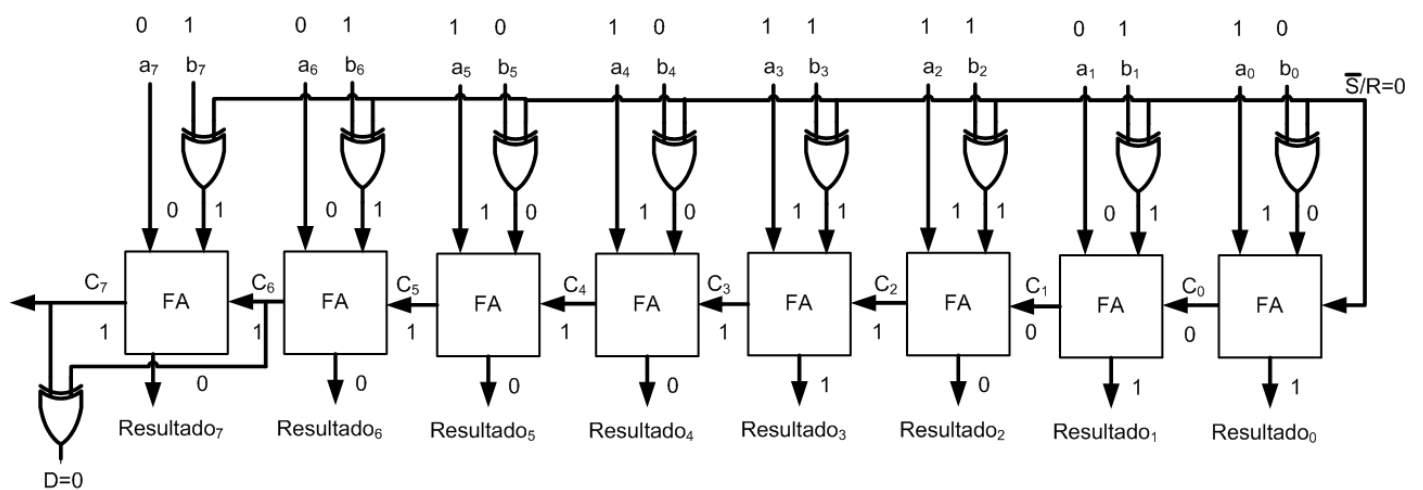 0 1 0 1 1 0 1 0 1 1 1 1 0 1 1 0
a₇ b₇ a₆ b₆ a₅ b₅ a₄ b₄ a₃ b₃ a₂ b₂ a₁ b₁ a₀ b₀ S̅/R=0
0 1 0 1 1 0 1 0 1 1 1 1 0 1 1 0
C₇ FA C₆ FA C₅ FA C₄ FA C₃ FA C₂ FA C₁ FA C₀ FA
1 1 1 1 1 1 0 0
0 0 0 0 1 0 1 1
Resultado₇ Resultado₆ Resultado₅ Resultado₄ Resultado₃ Resultado₂ Resultado₁ Resultado₀
D=0